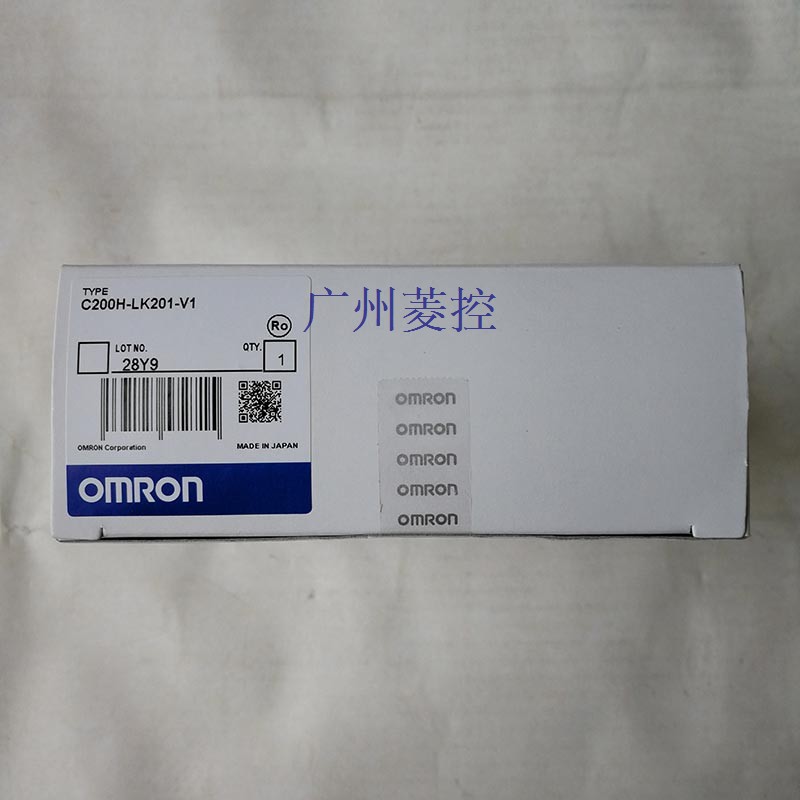 TYPE
C200H-LK201-V1
广州菱控
Ro
LOT NO. QTY.
28Y9 1
OMRON Corporation MADE IN JAPAN
OMRON
OMRON
OMRON
OMRON
OMRON
OMRON